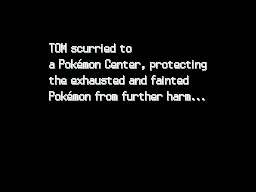 TOM scurried to
a Pokémon Center, protecting
the exhausted and fainted
Pokémon from further harm...